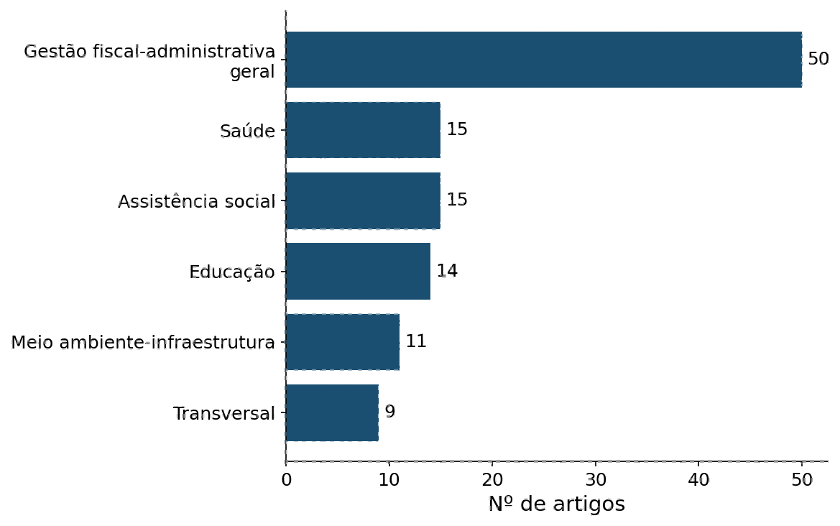 Gestão fiscal-administrativa
geral
50
Saúde
15
Assistência social
15
Educação
14
Meio ambiente-infraestrutura
11
Transversal
9
0 10 20 30 40 50
Nº de artigos